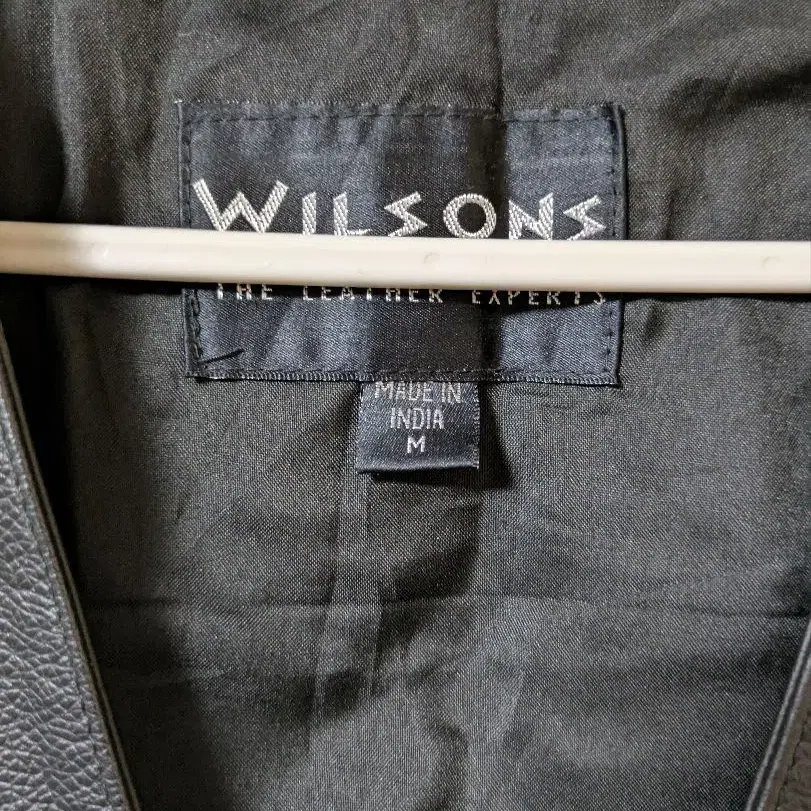 WILSONS
THE LEATHER EXPERTS
MADE IN
INDIA
M